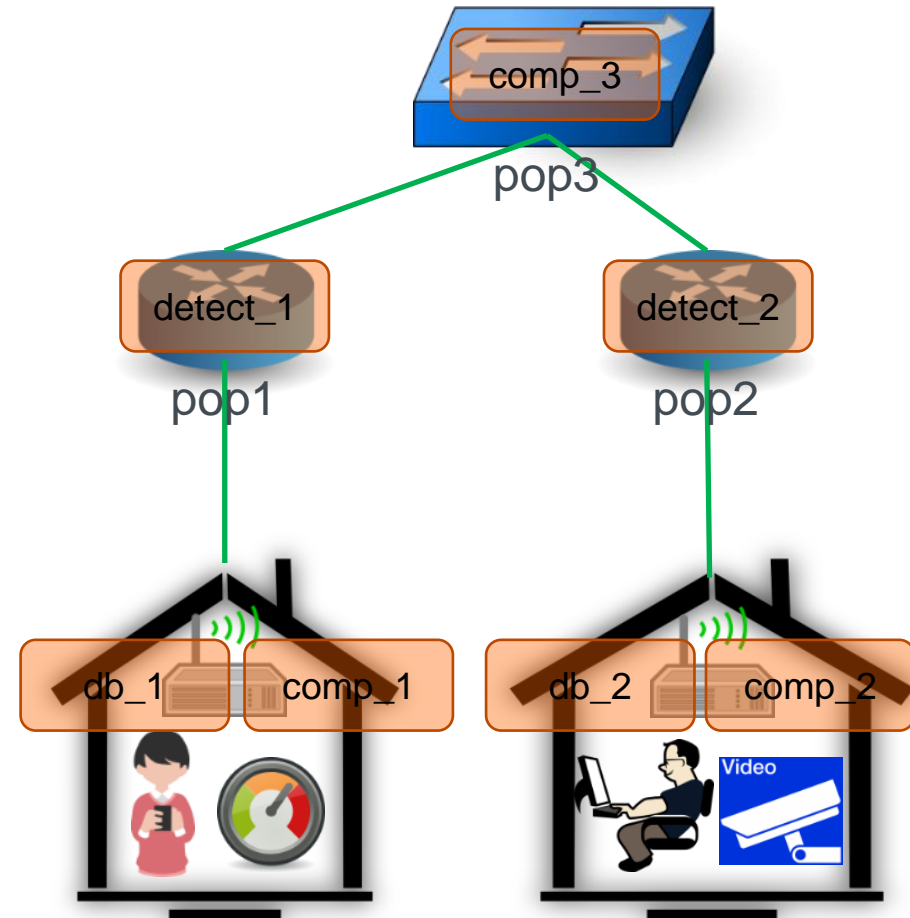 comp_3
pop3
detect_1
detect_2
pop1
pop2
db_1
comp_1
db_2
comp_2
Video